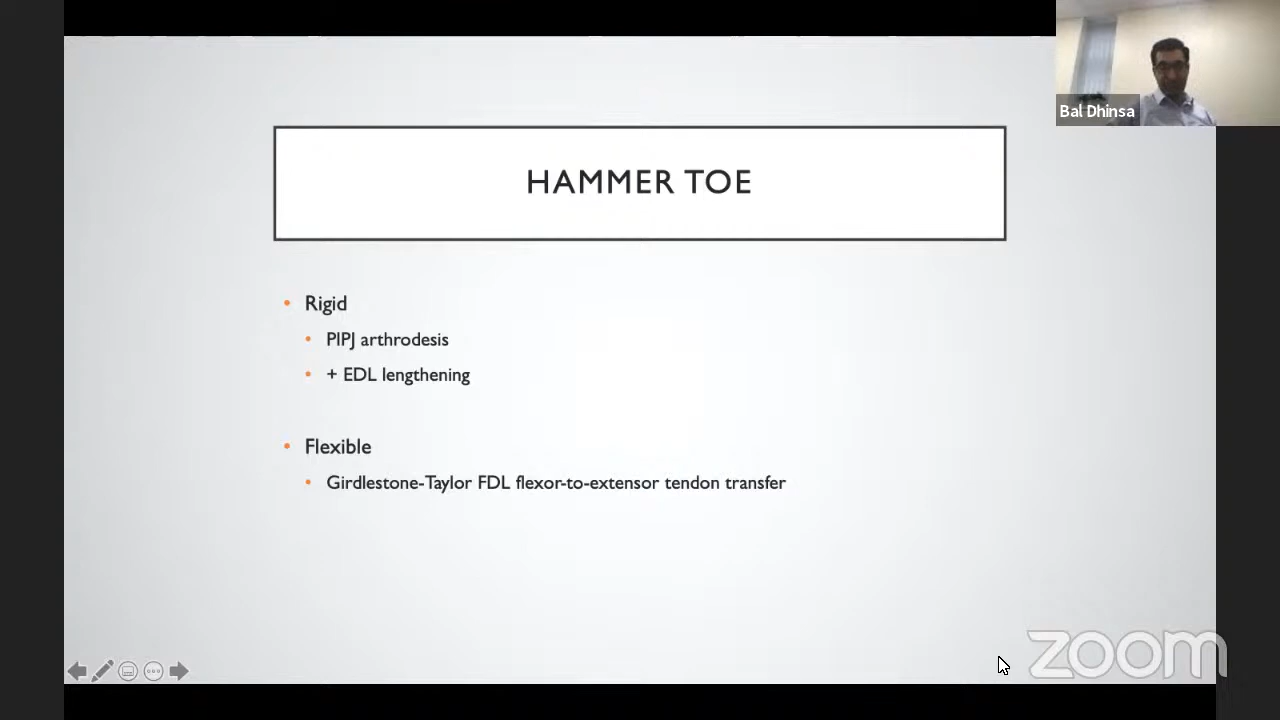 Bal Dhinsa
HAMMER TOE
Rigid
PIPJ arthrodesis
+ EDL lengthening
Flexible
Girdlestone-Taylor FDL flexor-to-extensor tendon transfer
zoom